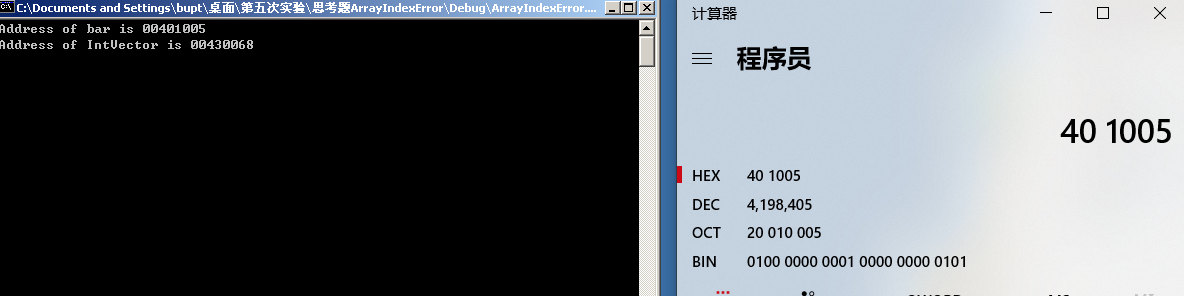 C:\Documents and Settings\bupt\桌面\第五次实验\思考题ArrayIndexError\Debug\ArrayIndexError....
Address of bar is 00401005
Address of IntVector is 00430068
计算器
程序员
40 1005
HEX 40 1005
DEC 4,198,405
OCT 20 010 005
BIN 0100 0000 0001 0000 0000 0101